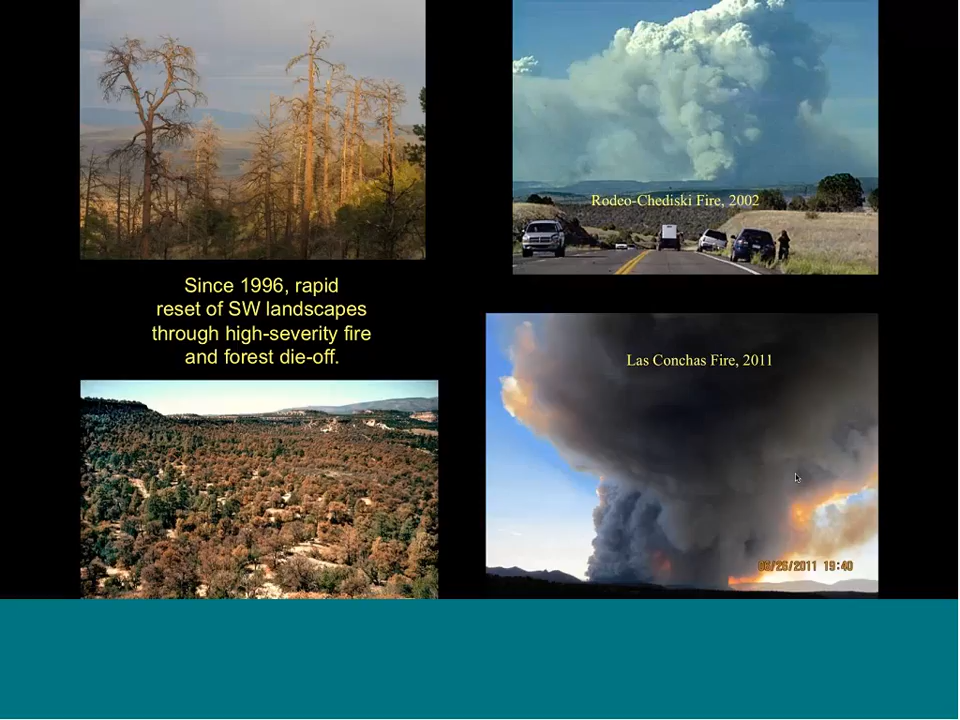 Rodeo-Chediski Fire, 2002
Since 1996, rapid
reset of SW landscapes
through high-severity fire
and forest die-off.
Las Conchas Fire, 2011
06/26/2011 19:40